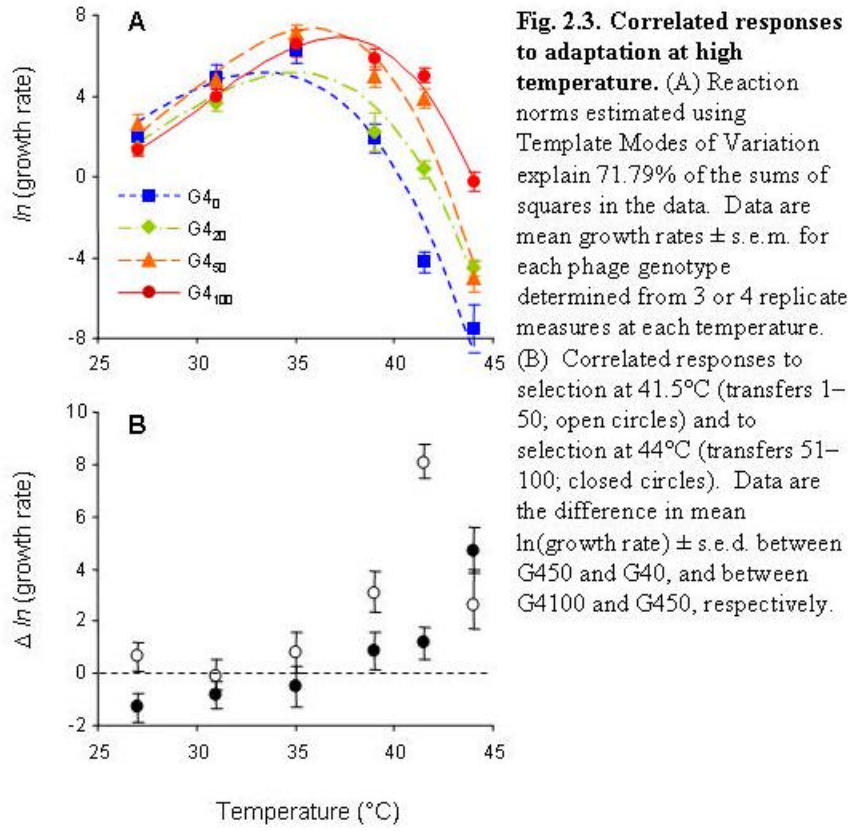 A
8
4
0
-4
-8
ln (growth rate)
G4₀
G4₂₀
G4₅₀
G4₁₀₀
25
30
35
40
45
B
10
8
6
4
2
0
-2
Δ ln (growth rate)
25
30
35
40
45
Temperature (°C)
Fig. 2.3. Correlated responses
to adaptation at high
temperature. (A) Reaction
norms estimated using
Template Modes of Variation
explain 71.79% of the sums of
squares in the data. Data are
mean growth rates ± s.e.m. for
each phage genotype
determined from 3 or 4 replicate
measures at each temperature.
(B) Correlated responses to
selection at 41.5°C (transfers 1–
50; open circles) and to
selection at 44°C (transfers 51–
100; closed circles). Data are
the difference in mean
ln(growth rate) ± s.e.d. between
G450 and G40, and between
G4100 and G450, respectively.